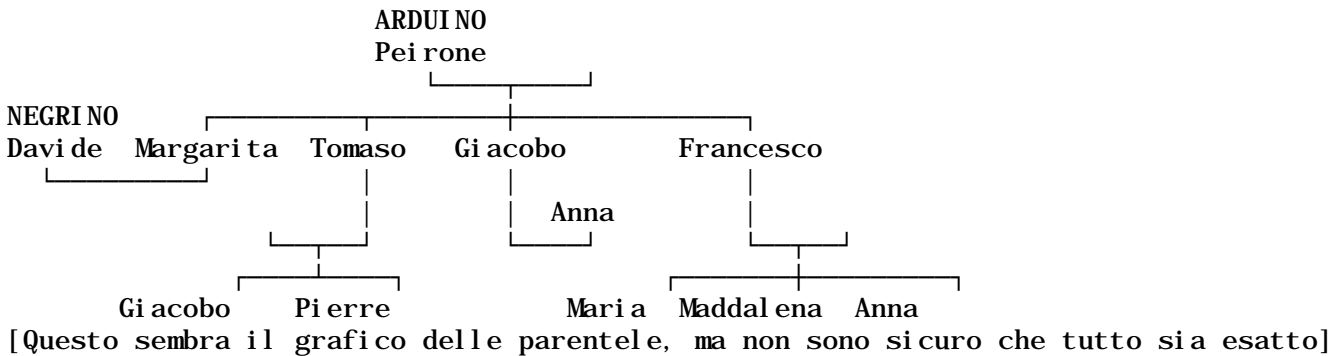 ARDUINO
Peirone
NEGRINO
Davide Margarita Tomaso Giacobo Francesco
Anna
Giacobo Pierre Maria Maddalena Anna
[Questo sembra il grafico delle parentele, ma non sono sicuro che tutto sia esatto]